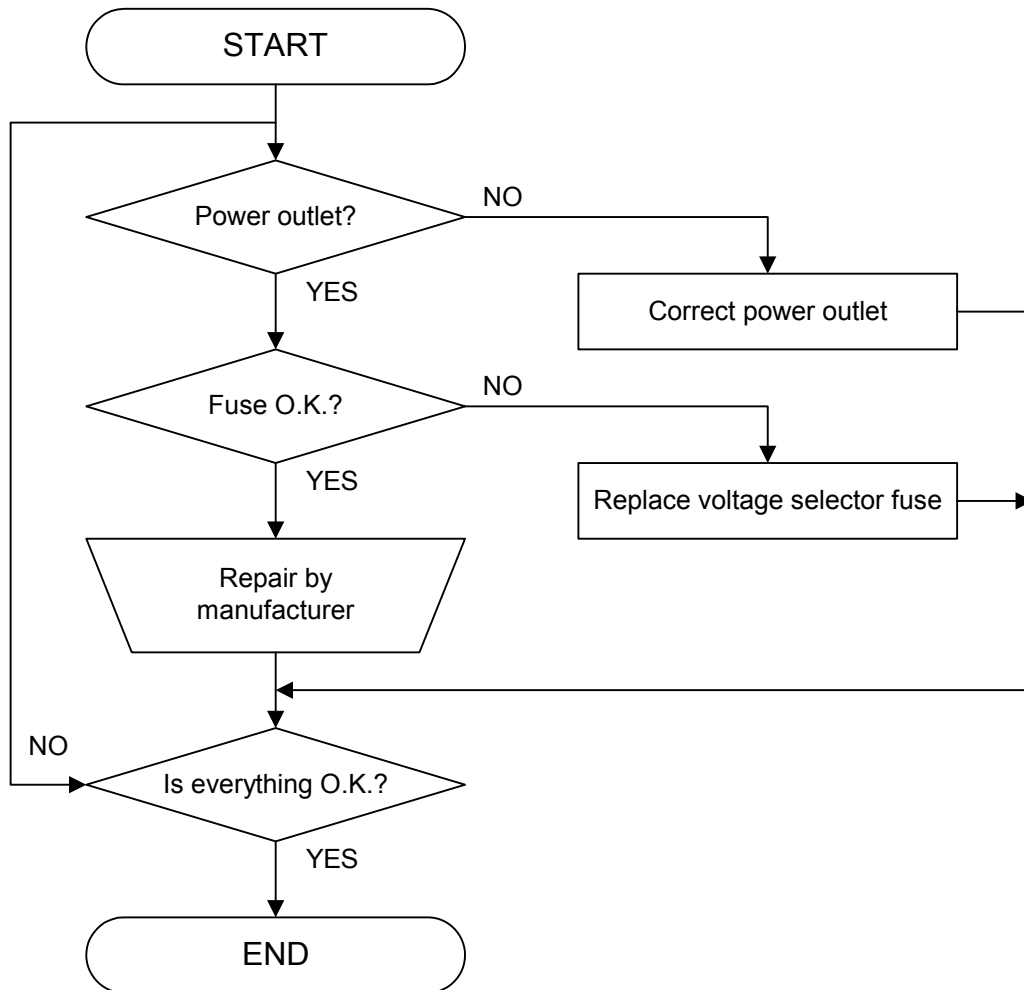 START
Power outlet?
NO
YES
Correct power outlet
Fuse O.K.?
NO
YES
Replace voltage selector fuse
Repair by
manufacturer
NO
Is everything O.K.?
YES
END